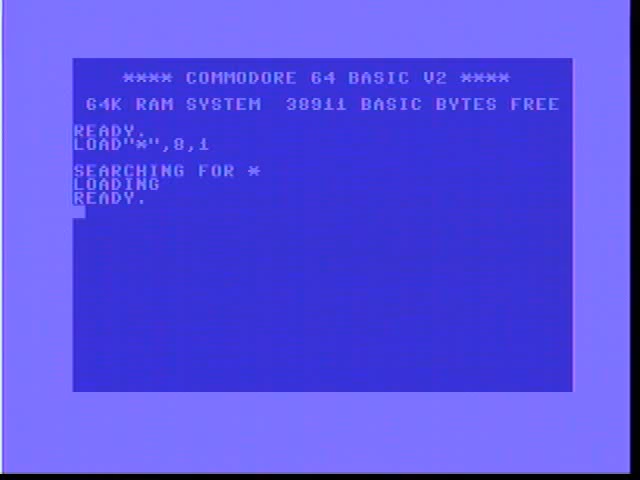 **** COMMODORE 64 BASIC V2 ****
64K RAM SYSTEM  38911 BASIC BYTES FREE
READY.
LOAD"*",8,1
SEARCHING FOR *
LOADING
READY.